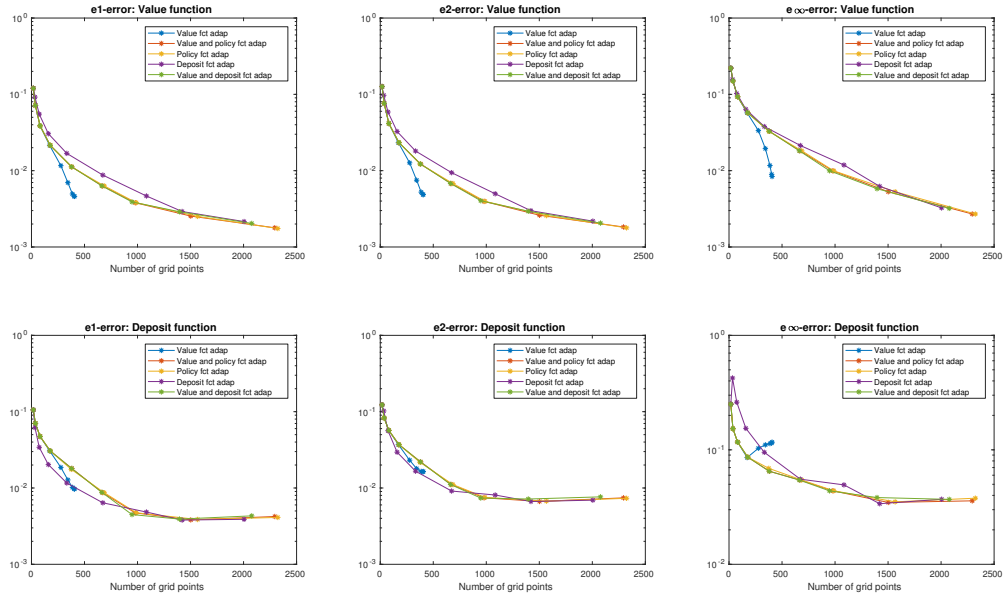 e1-error: Value function
10^0
10^-1
10^-2
10^-3
Value fct adap
Value and policy fct adap
Policy fct adap
Deposit fct adap
Value and deposit fct adap
0 500 1000 1500 2000 2500
Number of grid points
e2-error: Value function
10^0
10^-1
10^-2
10^-3
Value fct adap
Value and policy fct adap
Policy fct adap
Deposit fct adap
Value and deposit fct adap
0 500 1000 1500 2000 2500
Number of grid points
e∞-error: Value function
10^0
10^-1
10^-2
10^-3
Value fct adap
Value and policy fct adap
Policy fct adap
Deposit fct adap
Value and deposit fct adap
0 500 1000 1500 2000 2500
Number of grid points
e1-error: Deposit function
10^0
10^-1
10^-2
10^-3
Value fct adap
Value and policy fct adap
Policy fct adap
Deposit fct adap
Value and deposit fct adap
0 500 1000 1500 2000 2500
Number of grid points
e2-error: Deposit function
10^0
10^-1
10^-2
10^-3
Value fct adap
Value and policy fct adap
Policy fct adap
Deposit fct adap
Value and deposit fct adap
0 500 1000 1500 2000 2500
Number of grid points
e∞-error: Deposit function
10^0
10^-1
10^-2
Value fct adap
Value and policy fct adap
Policy fct adap
Deposit fct adap
Value and deposit fct adap
0 500 1000 1500 2000 2500
Number of grid points